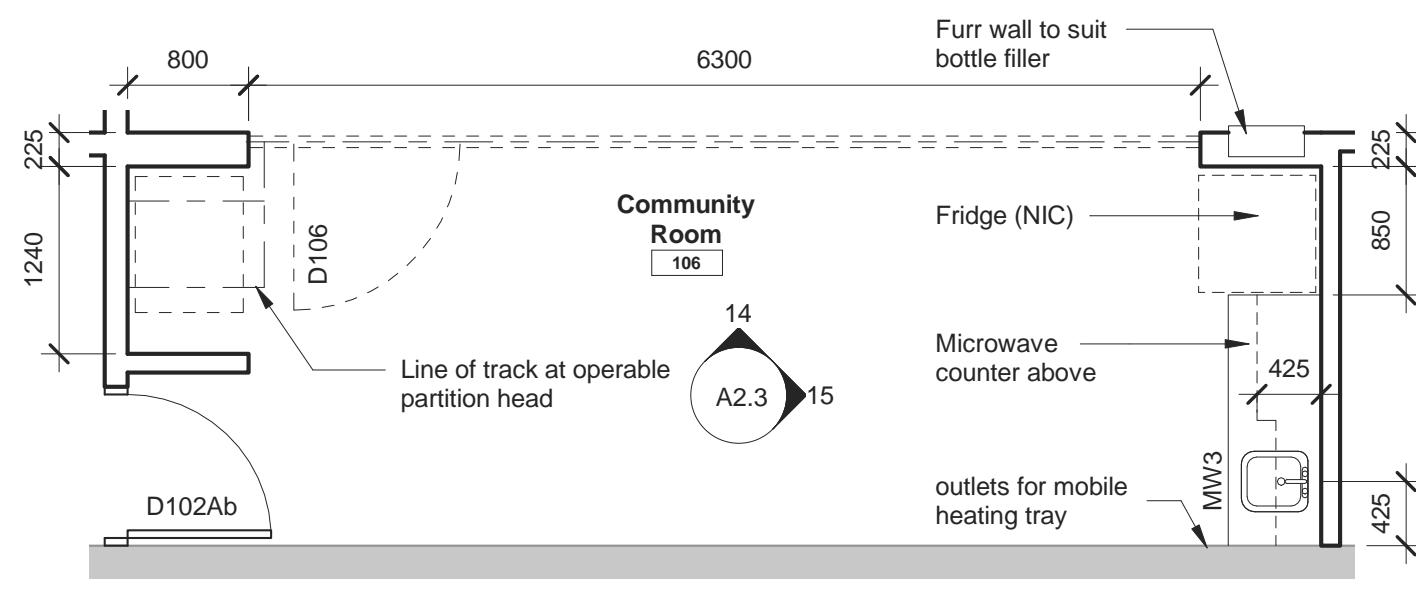 Furr wall to suit
bottle filler
800
6300
225
225
Community
Room
106
Fridge (NIC)
D106
1240
850
14
Line of track at operable
partition head
A2.3
15
Microwave
counter above
425
MW3
outlets for mobile
heating tray
D102Ab
425